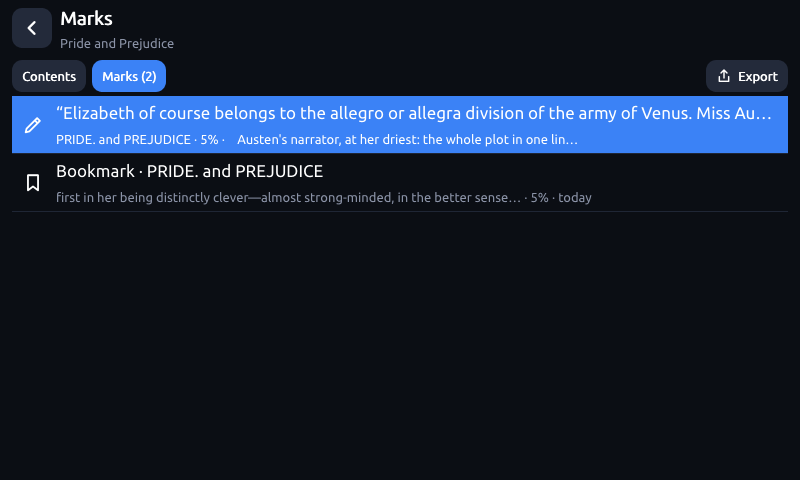 Marks
Pride and Prejudice
Contents
Marks (2)
Export
“Elizabeth of course belongs to the allegro or allegra division of the army of Venus. Miss Au…
PRIDE. and PREJUDICE · 5% · Austen's narrator, at her driest: the whole plot in one lin…
Bookmark · PRIDE. and PREJUDICE
first in her being distinctly clever—almost strong-minded, in the better sense… · 5% · today